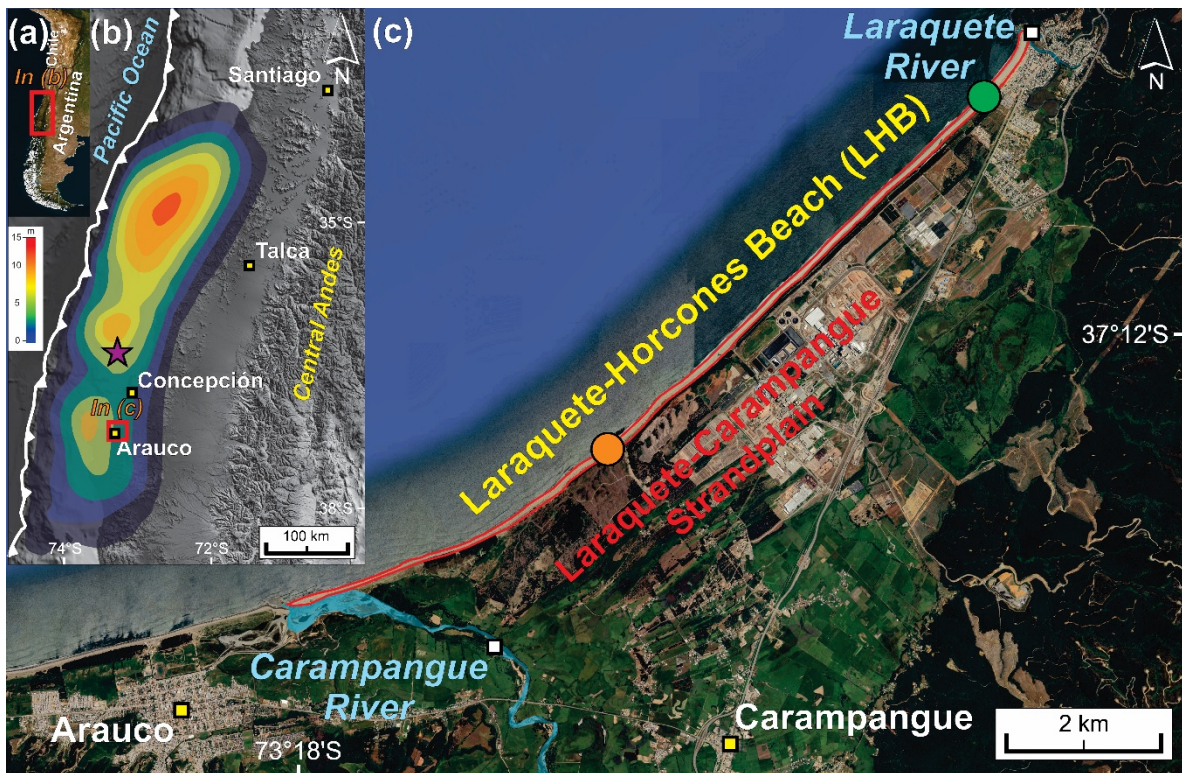 (a)
Chile
In (b)
Argentina
(b)
Pacific Ocean
Santiago
N
35°S
Talca
Central Andes
m
15
10
5
0
Concepción
In (c)
Arauco
38°S
74°S
72°S
100 km
(c)
Laraquete
River
N
Laraquete-Horcones Beach (LHB)
37°12'S
Laraquete-Carampangue
Strandplain
Carampangue
River
Arauco
73°18'S
Carampangue
2 km